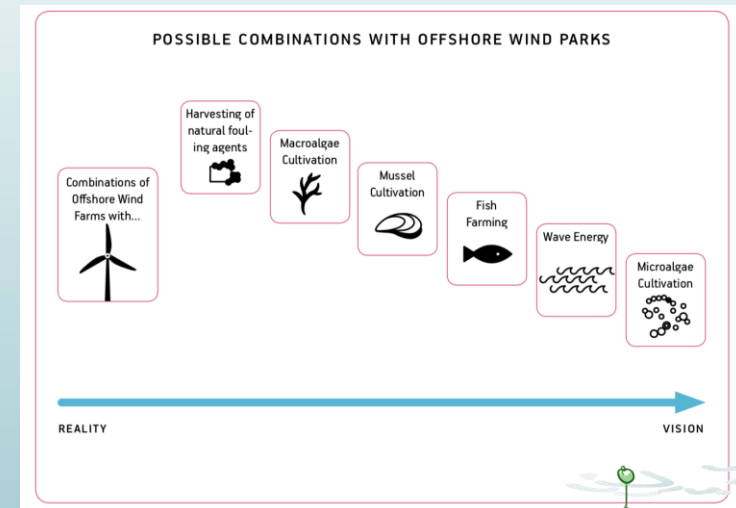 POSSIBLE COMBINATIONS WITH OFFSHORE WIND PARKS
Combinations of
Offshore Wind
Farms with...
Harvesting of
natural foul-
ing agents
Macroalgae
Cultivation
Mussel
Cultivation
Fish
Farming
Wave Energy
Microalgae
Cultivation
REALITY
VISION